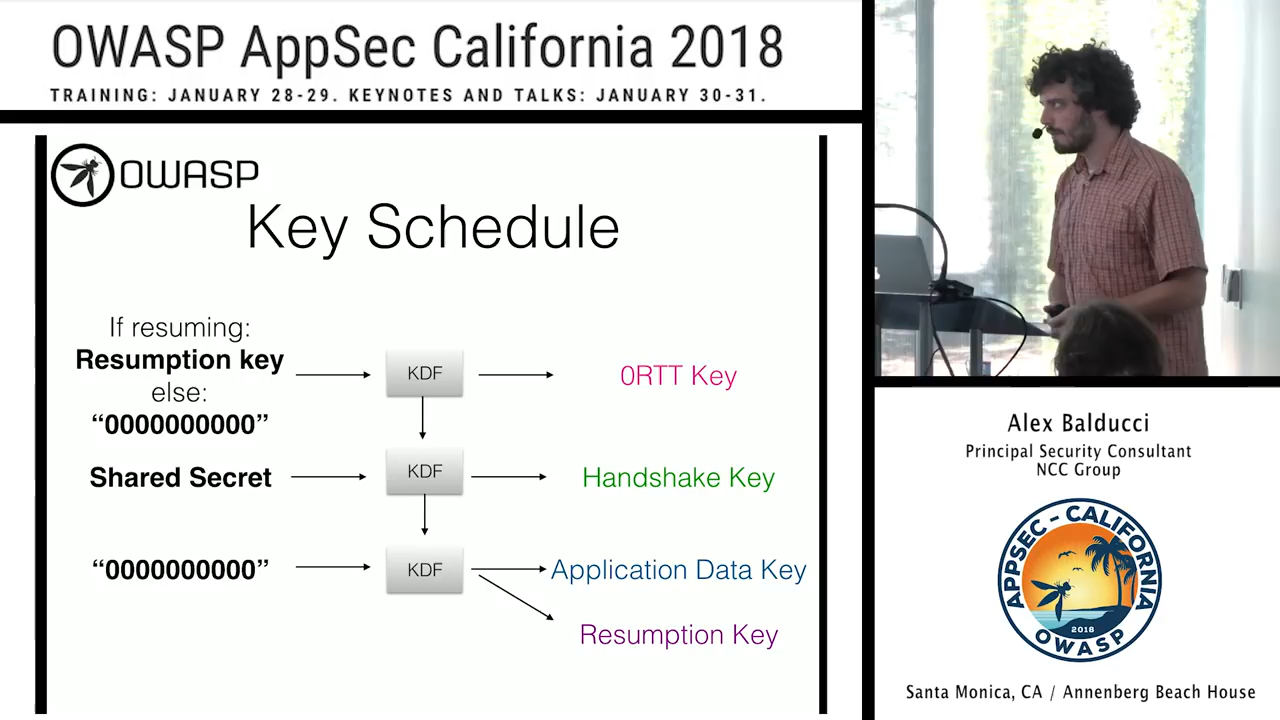 OWASP AppSec California 2018
TRAINING: JANUARY 28-29. KEYNOTES AND TALKS: JANUARY 30-31.
OWASP
Key Schedule
If resuming:
Resumption key
else:
“0000000000”
KDF
0RTT Key
Shared Secret
KDF
Handshake Key
“0000000000”
KDF
Application Data Key
Resumption Key
Alex Balducci
Principal Security Consultant
NCC Group
APPSEC - CALIFORNIA
2018
OWASP
Santa Monica, CA / Annenberg Beach House